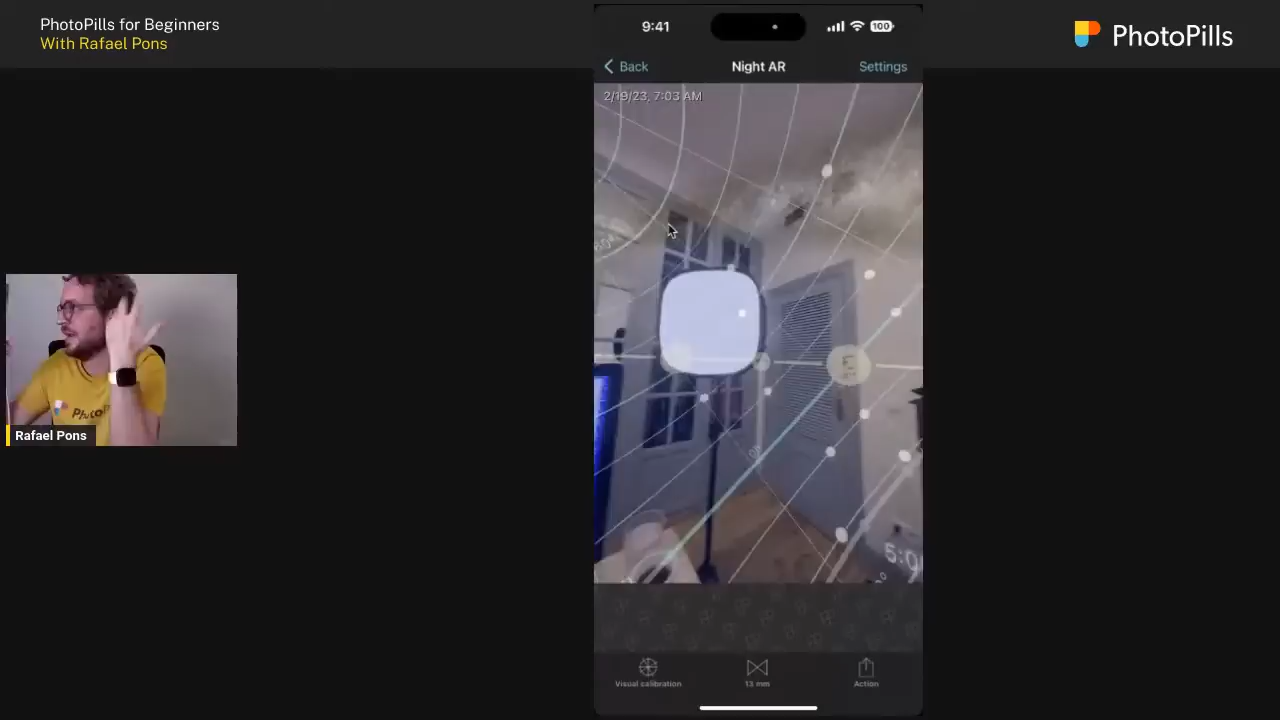 PhotoPills for Beginners
With Rafael Pons
PhotoPills
9:41
100
Back
Night AR
Settings
2/19/23, 7:03 AM
Rafael Pons
Visual calibration
13 mm
Action